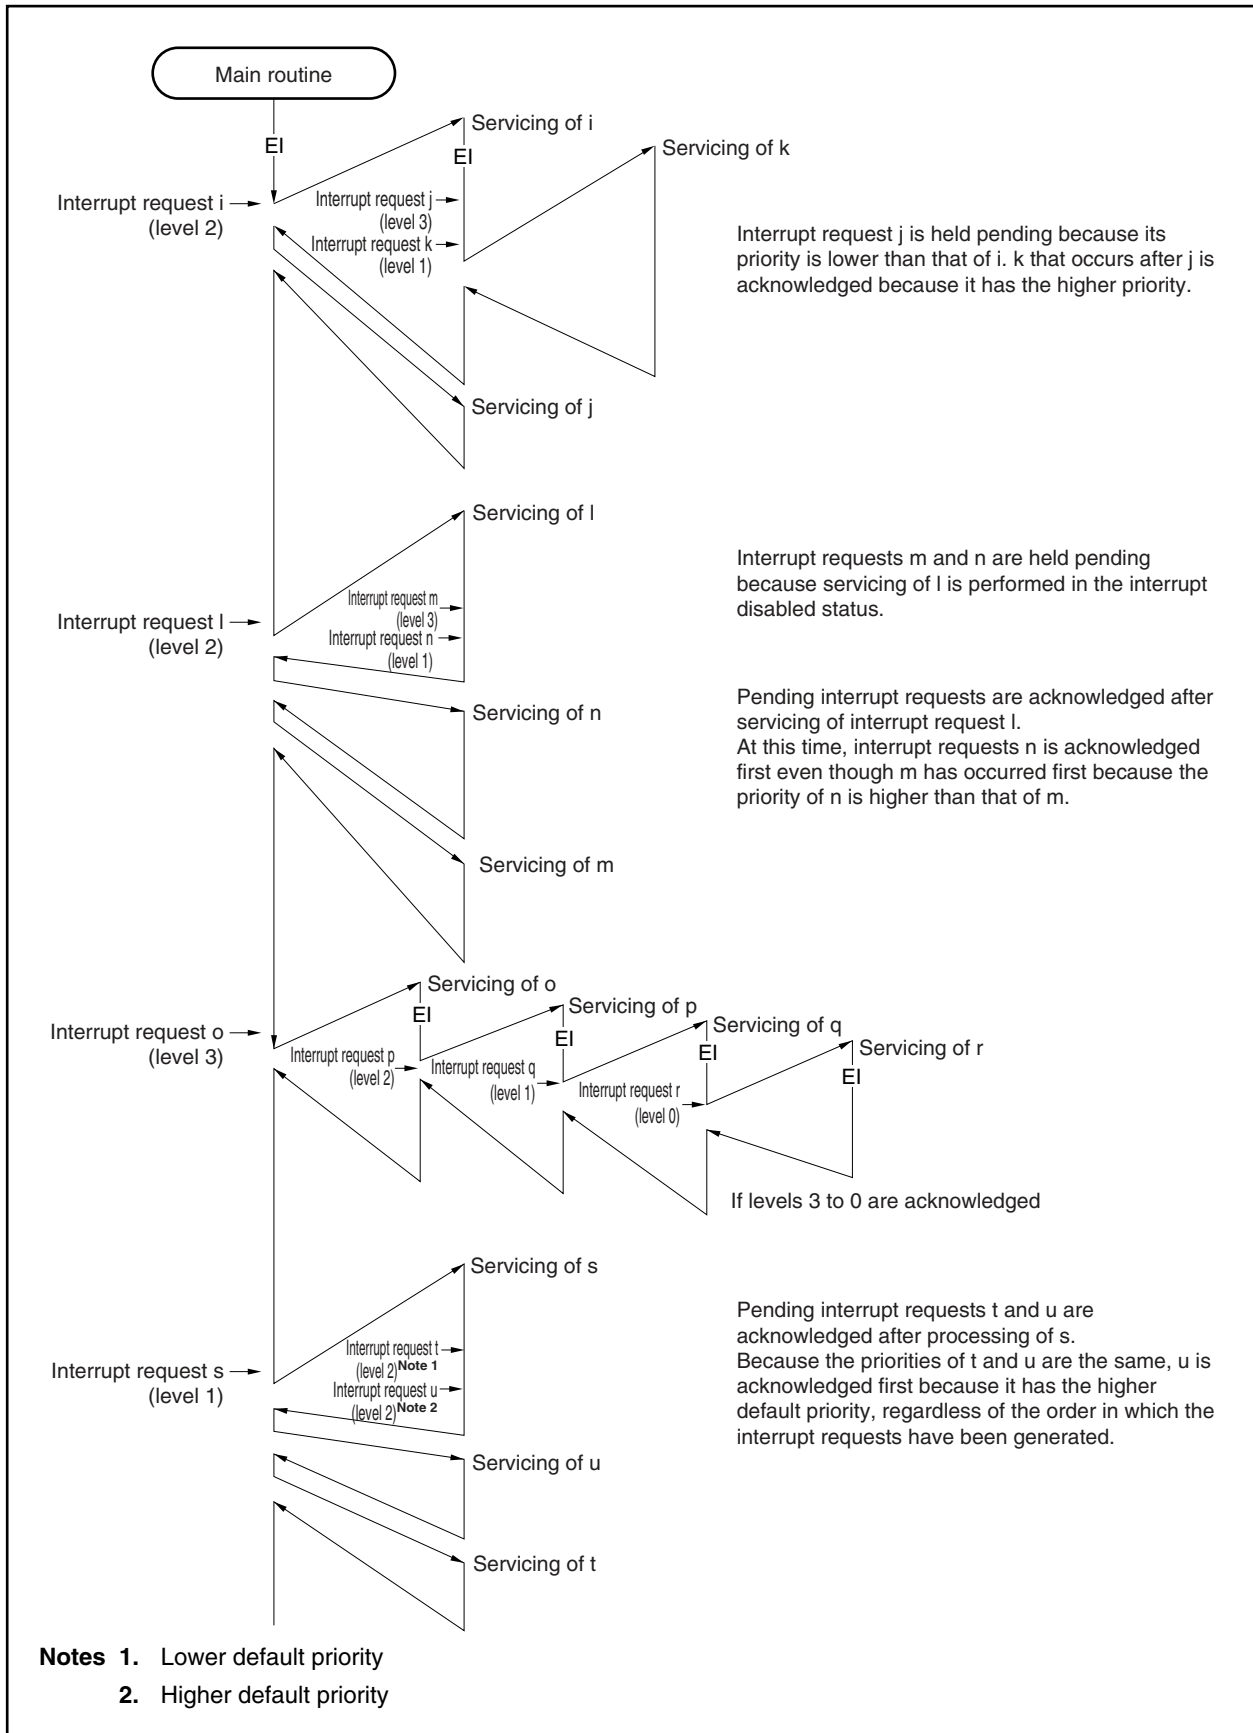 Main routine
EI
Servicing of i
EI
Servicing of k
Interrupt request i
(level 2)
Interrupt request j
(level 3)
Interrupt request k
(level 1)
Interrupt request j is held pending because its
priority is lower than that of i. k that occurs after j is
acknowledged because it has the higher priority.
Servicing of j
Servicing of l
Interrupt request l
(level 2)
Interrupt request m
(level 3)
Interrupt request n
(level 1)
Interrupt requests m and n are held pending
because servicing of l is performed in the interrupt
disabled status.
Servicing of n
Pending interrupt requests are acknowledged after
servicing of interrupt request l.
At this time, interrupt requests n is acknowledged
first even though m has occurred first because the
priority of n is higher than that of m.
Servicing of m
Interrupt request o
(level 3)
Servicing of o
EI
Interrupt request p
(level 2)
Servicing of p
EI
Interrupt request q
(level 1)
Servicing of q
EI
Interrupt request r
(level 0)
Servicing of r
EI
If levels 3 to 0 are acknowledged
Servicing of s
Interrupt request s
(level 1)
Interrupt request t
(level 2) Note 1
Interrupt request u
(level 2) Note 2
Pending interrupt requests t and u are
acknowledged after processing of s.
Because the priorities of t and u are the same, u is
acknowledged first because it has the higher
default priority, regardless of the order in which the
interrupt requests have been generated.
Servicing of u
Servicing of t
Notes 1. Lower default priority
2. Higher default priority